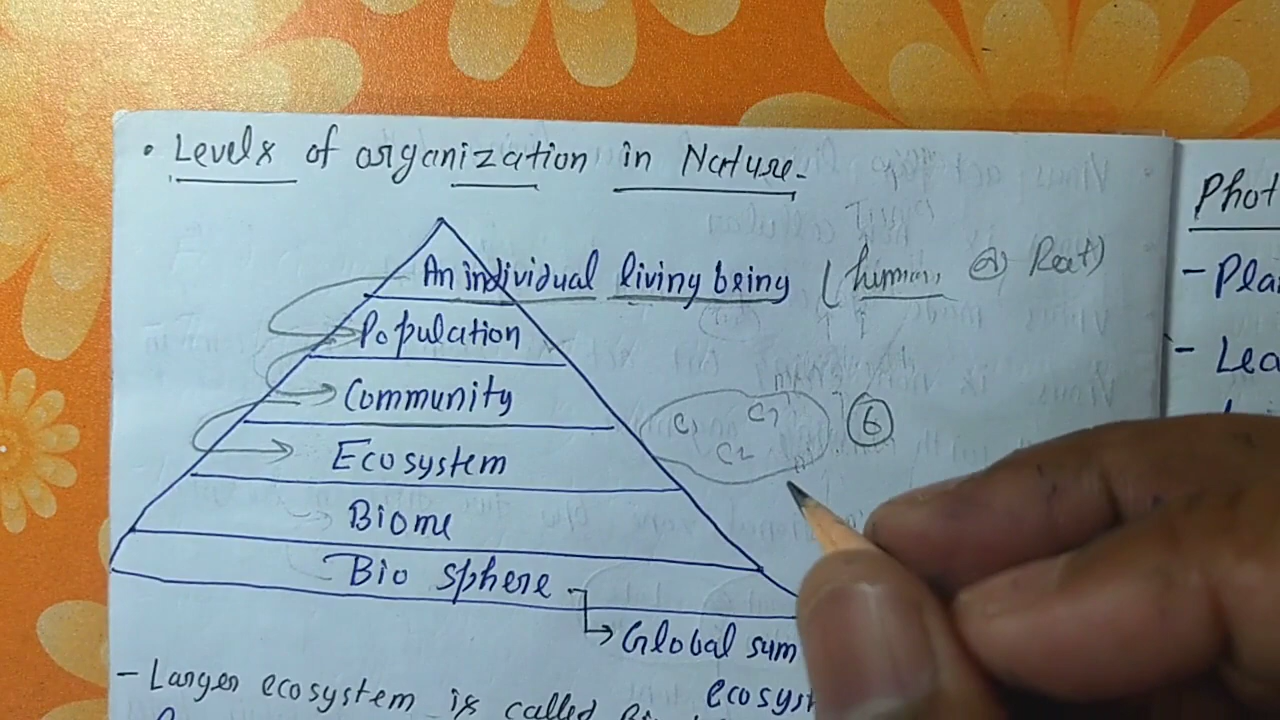 • Levels of organization in Nature-
An individual living being (human, or Rat)
Population
Community
C1 C2 C7 6
Ecosystem
Biome
Bio sphere
→ Global sum
ecosyst
- Larger ecosystem is called
Phot
- Pla
- Lea